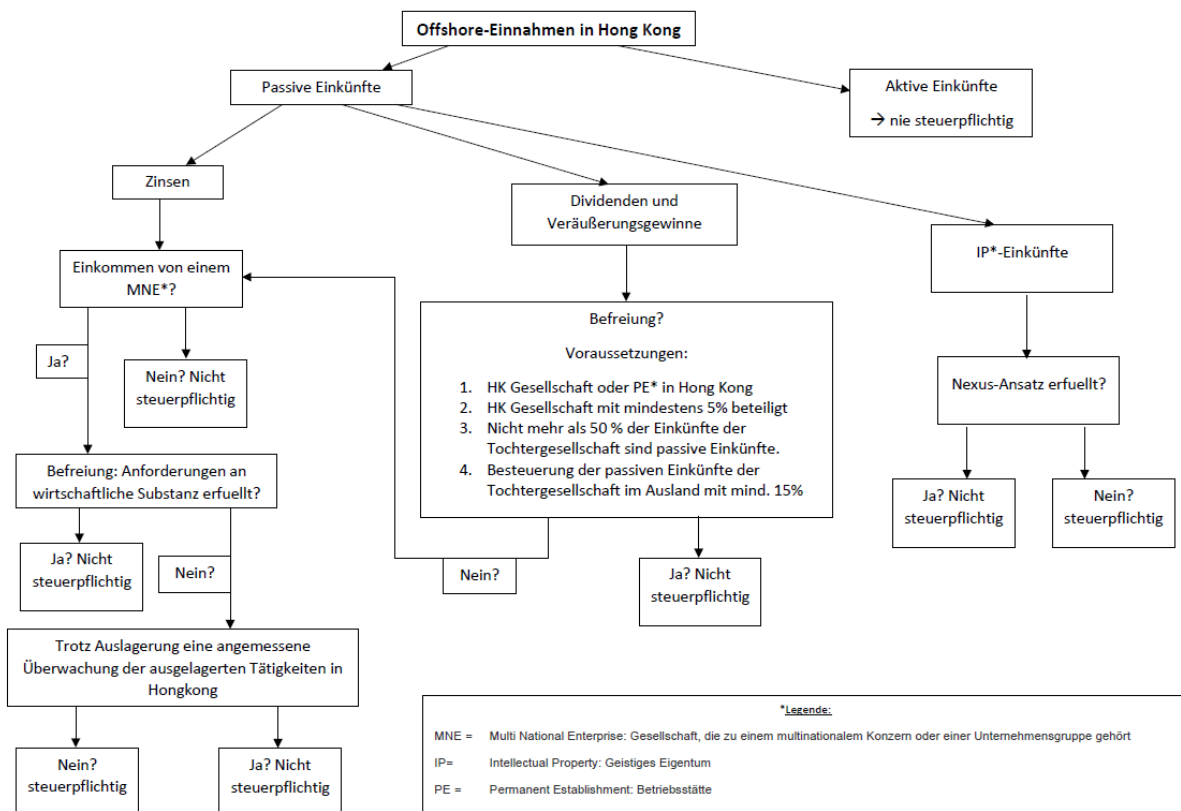 Offshore-Einnahmen in Hong Kong
Passive Einkünfte
Aktive Einkünfte
→ nie steuerpflichtig
Zinsen
Dividenden und
Veräußerungsgewinne
IP*-Einkünfte
Einkommen von einem
MNE*?
Befreiung?
Voraussetzungen:
1. HK Gesellschaft oder PE* in Hong Kong
2. HK Gesellschaft mit mindestens 5% beteiligt
3. Nicht mehr als 50 % der Einkünfte der
Tochtergesellschaft sind passive Einkünfte.
4. Besteuerung der passiven Einkünfte der
Tochtergesellschaft im Ausland mit mind. 15%
Ja?
Nein? Nicht
steuerpflichtig
Nexus-Ansatz erfuellt?
Befreiung: Anforderungen an
wirtschaftliche Substanz erfuellt?
Ja? Nicht
steuerpflichtig
Nein?
steuerpflichtig
Ja? Nicht
steuerpflichtig
Nein?
Nein?
Ja? Nicht
steuerpflichtig
Trotz Auslagerung eine angemessene
Überwachung der ausgelagerten Tätigkeiten in
Hongkong
Nein?
steuerpflichtig
Ja? Nicht
steuerpflichtig
*Legende:
MNE = Multi National Enterprise: Gesellschaft, die zu einem multinationalem Konzern oder einer Unternehmensgruppe gehört
IP= Intellectual Property: Geistiges Eigentum
PE = Permanent Establishment: Betriebsstätte